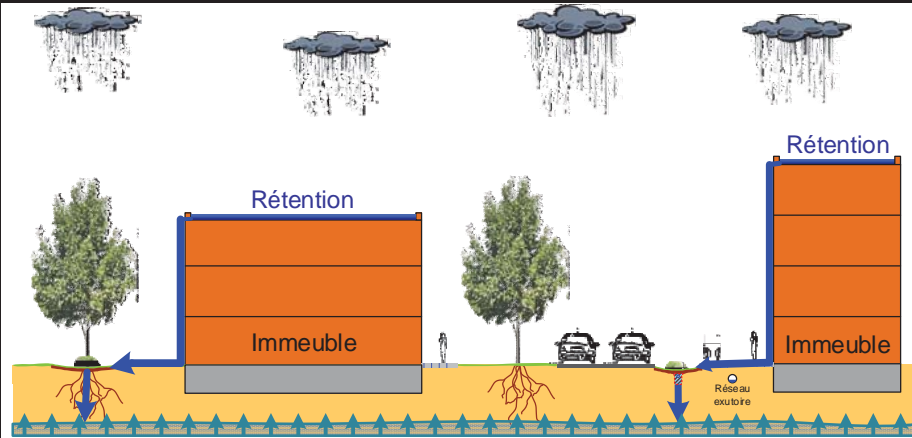 Rétention
Rétention
Immeuble
Immeuble
Réseau
exutoire